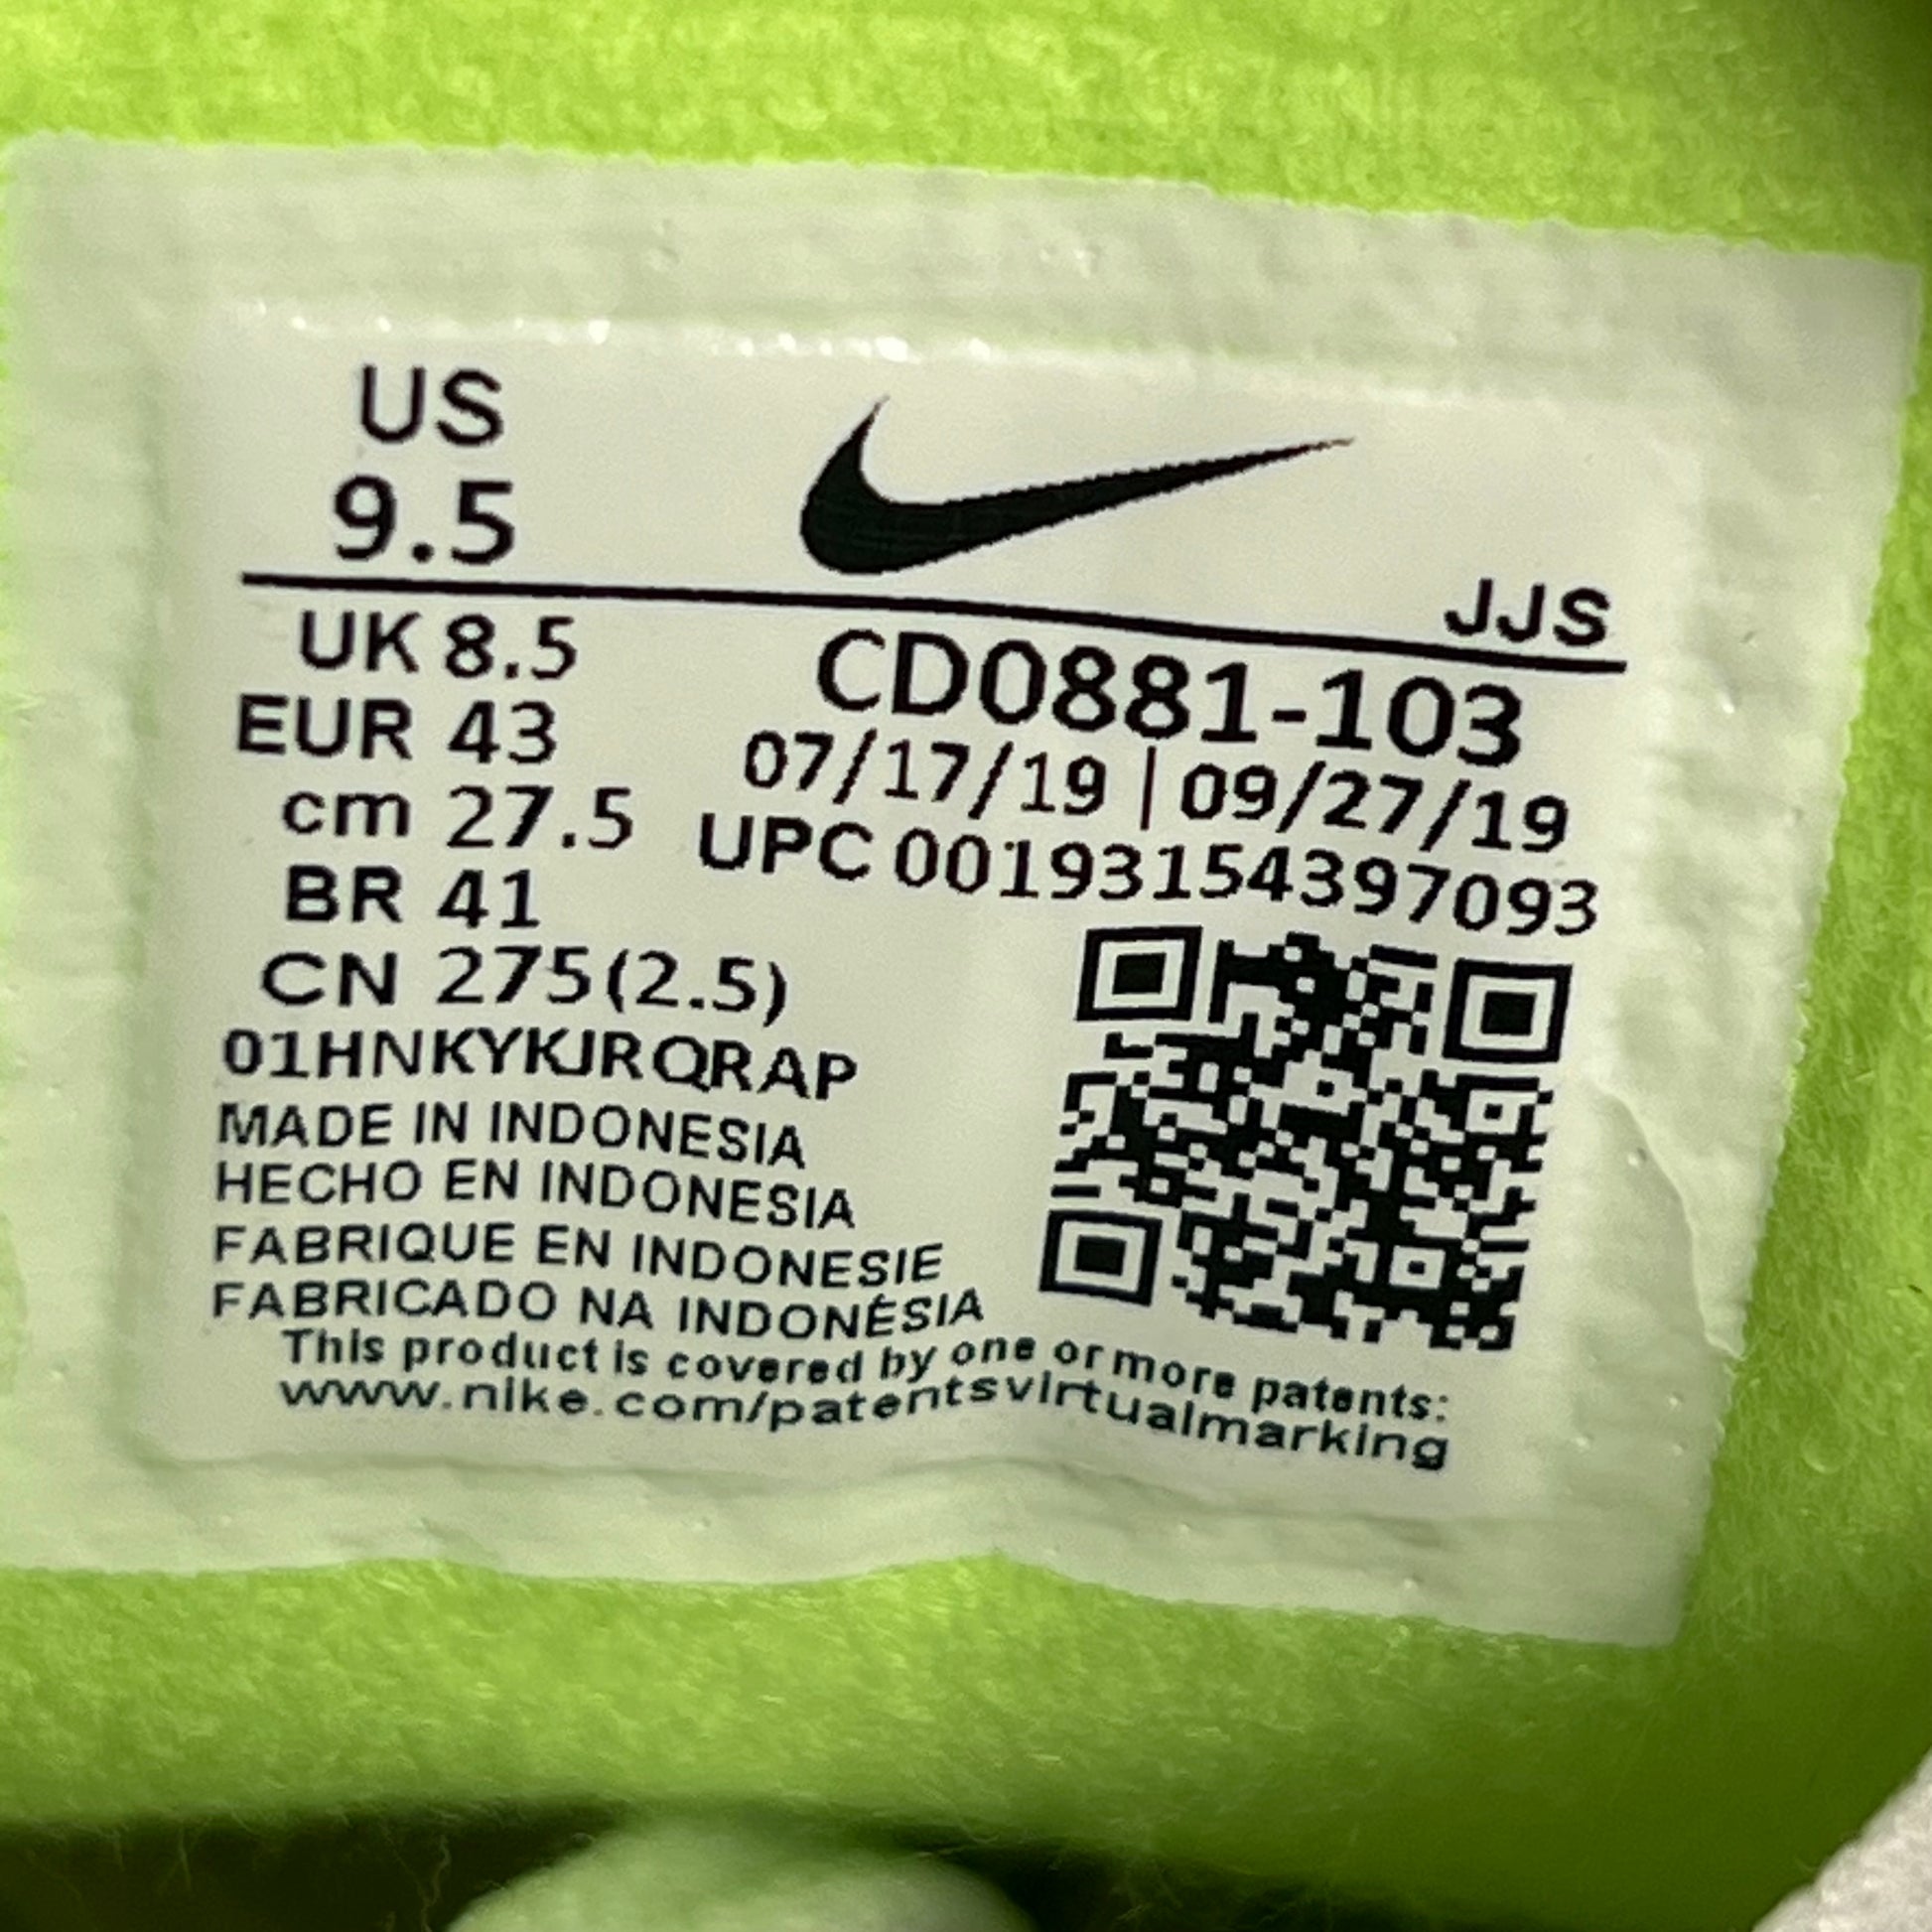 US
9.5
JJS
UK 8.5
EUR 43
cm 27.5
BR 41
CN 275(2.5)
CD0881-103
07/17/19 | 09/27/19
UPC 00193154397093
01HNKYKJRQRAP
MADE IN INDONESIA
HECHO EN INDONESIA
FABRIQUE EN INDONESIE
FABRICADO NA INDONÉSIA
This product is covered by one or more patents:
www.nike.com/patentsvirtualmarking